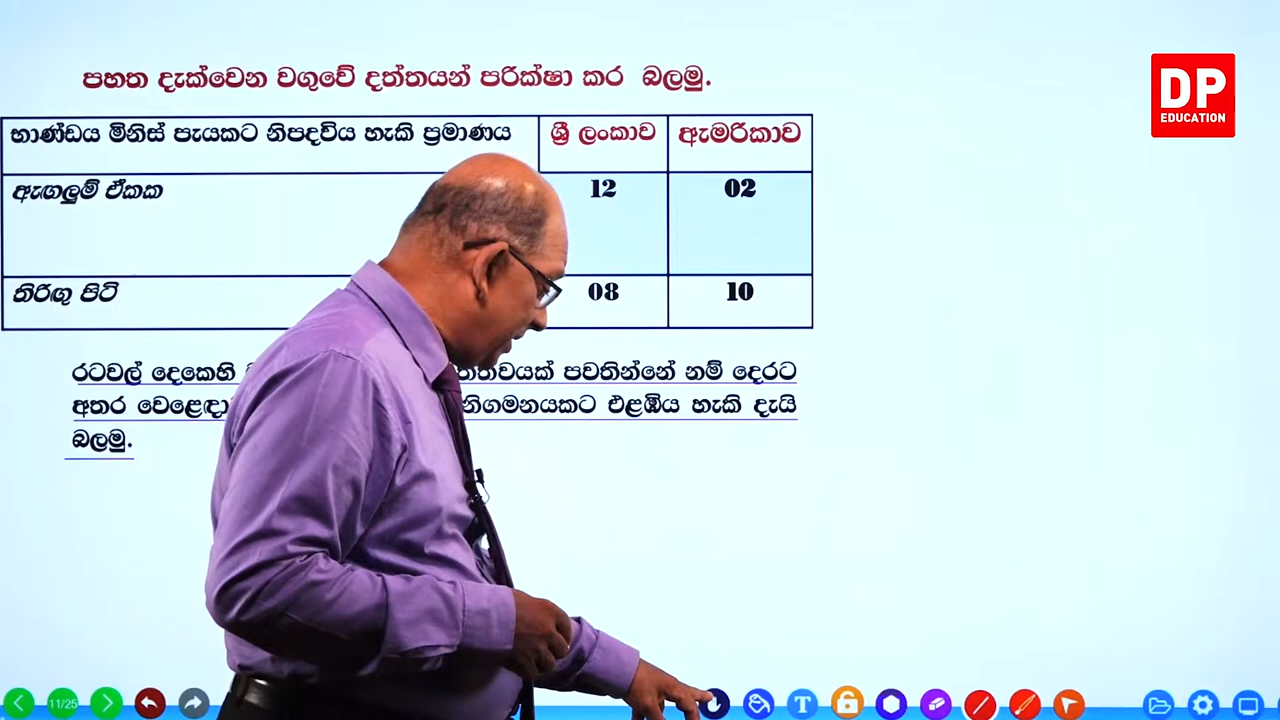 පහත දැක්වෙන වගුවේ දත්තයන් පරික්ෂා කර බලමු.
DP
EDUCATION
භාණ්ඩය මිනිස් පැයකට නිපදවිය හැකි ප්‍රමාණය ශ්‍රී ලංකාව ඇමරිකාව
ඇඟලුම් ඒකක 12 02
තිරිඟු පිටි 08 10
රටවල් දෙකෙහි පවතින්නේ නම් දෙරට
අතර නිගමනයකට එළඹිය හැකි දැයි
බලමු.
11/25
T